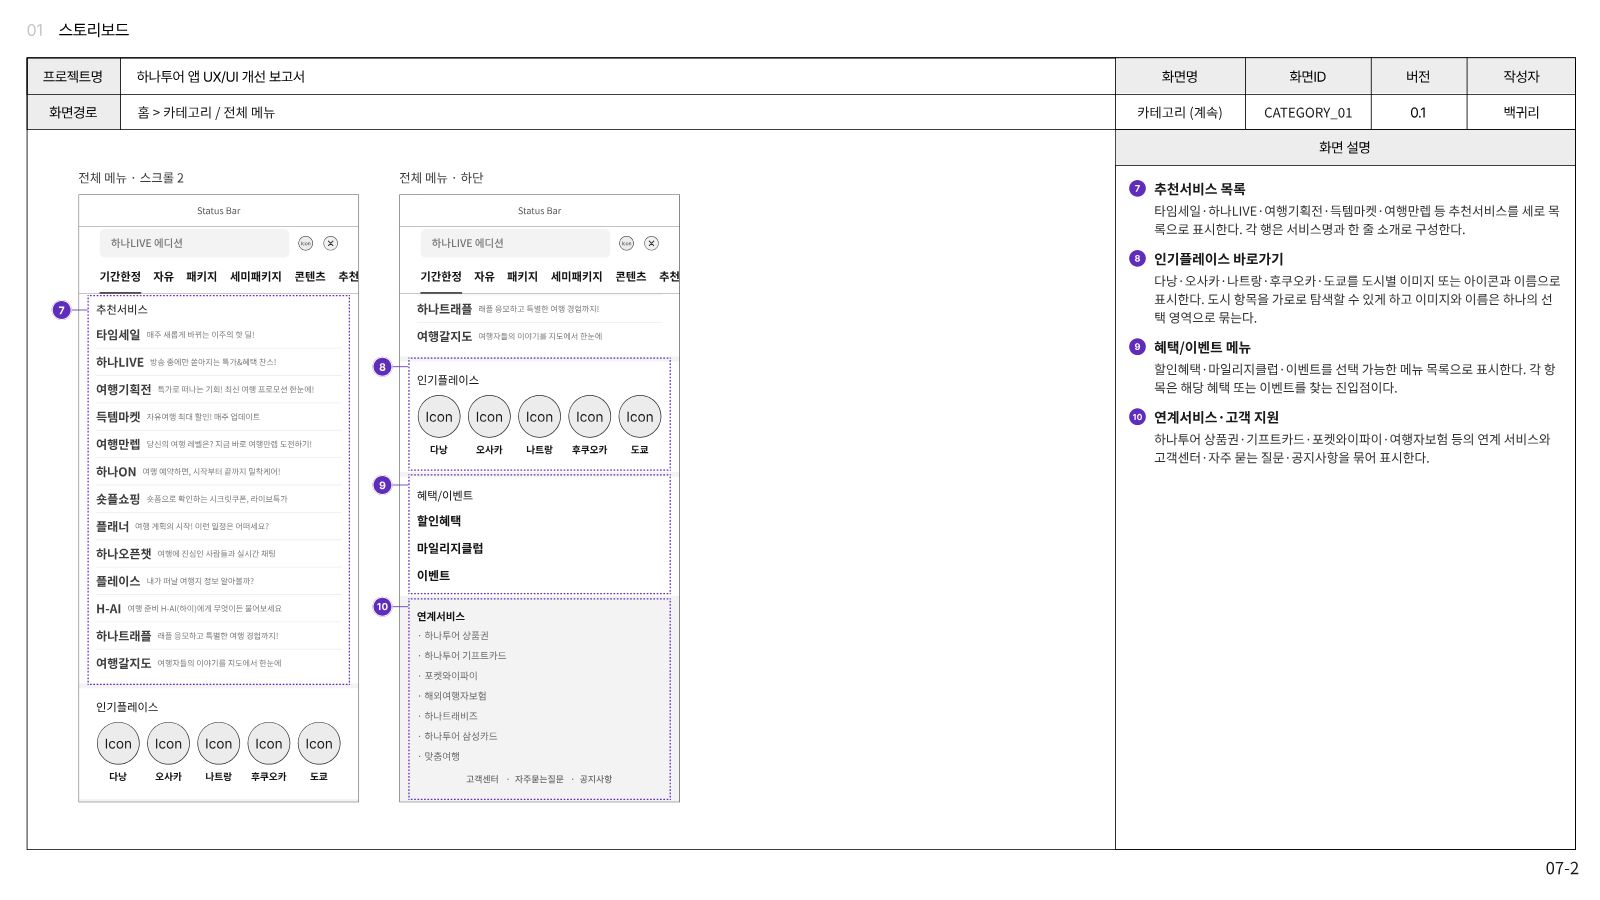 01 스토리보드
프로젝트명 하나투어 앱 UX/UI 개선 보고서 화면명 화면ID 버전 작성자
화면경로 홈 > 카테고리 / 전체 메뉴 카테고리 (계속) CATEGORY_01 0.1 백귀리
화면 설명
전체 메뉴 · 스크롤 2
Status Bar
하나LIVE 에디션 Icon ✕
기간한정 자유 패키지 세미패키지 콘텐츠 추천
7
추천서비스
타임세일 매주 새롭게 바뀌는 이주의 핫 딜!
하나LIVE 방송 중에만 쏟아지는 특가&혜택 찬스!
여행기획전 특가로 떠나는 기회! 최신 여행 프로모션 한눈에!
득템마켓 자유여행 최대 할인! 매주 업데이트
여행만렙 당신의 여행 레벨은? 지금 바로 여행만렙 도전하기!
하나ON 여행 예약하면, 시작부터 끝까지 밀착케어!
숏플쇼핑 숏폼으로 확인하는 시크릿쿠폰, 라이브특가
플래너 여행 계획의 시작! 이런 일정은 어떠세요?
하나오픈챗 여행에 진심인 사람들과 실시간 채팅
플레이스 내가 떠날 여행지 정보 알아볼까?
H-AI 여행 준비 H-AI(하이)에게 무엇이든 물어보세요
하나트래플 래플 응모하고 특별한 여행 경험까지!
여행갈지도 여행자들의 이야기를 지도에서 한눈에
인기플레이스
Icon Icon Icon Icon Icon
다낭 오사카 나트랑 후쿠오카 도쿄
전체 메뉴 · 하단
Status Bar
하나LIVE 에디션 Icon ✕
기간한정 자유 패키지 세미패키지 콘텐츠 추천
하나트래플 래플 응모하고 특별한 여행 경험까지!
여행갈지도 여행자들의 이야기를 지도에서 한눈에
8
인기플레이스
Icon Icon Icon Icon Icon
다낭 오사카 나트랑 후쿠오카 도쿄
9
혜택/이벤트
할인혜택
마일리지클럽
이벤트
10
연계서비스
· 하나투어 상품권
· 하나투어 기프트카드
· 포켓와이파이
· 해외여행자보험
· 하나트래비즈
· 하나투어 삼성카드
· 맞춤여행
고객센터 · 자주묻는질문 · 공지사항
7 추천서비스 목록
타임세일·하나LIVE·여행기획전·득템마켓·여행만렙 등 추천서비스를 세로 목
록으로 표시한다. 각 행은 서비스명과 한 줄 소개로 구성한다.
8 인기플레이스 바로가기
다낭·오사카·나트랑·후쿠오카·도쿄를 도시별 이미지 또는 아이콘과 이름으로
표시한다. 도시 항목을 가로로 탐색할 수 있게 하고 이미지와 이름은 하나의 선
택 영역으로 묶는다.
9 혜택/이벤트 메뉴
할인혜택·마일리지클럽·이벤트를 선택 가능한 메뉴 목록으로 표시한다. 각 항
목은 해당 혜택 또는 이벤트를 찾는 진입점이다.
10 연계서비스·고객 지원
하나투어 상품권·기프트카드·포켓와이파이·여행자보험 등의 연계 서비스와
고객센터·자주 묻는 질문·공지사항을 묶어 표시한다.
07-2